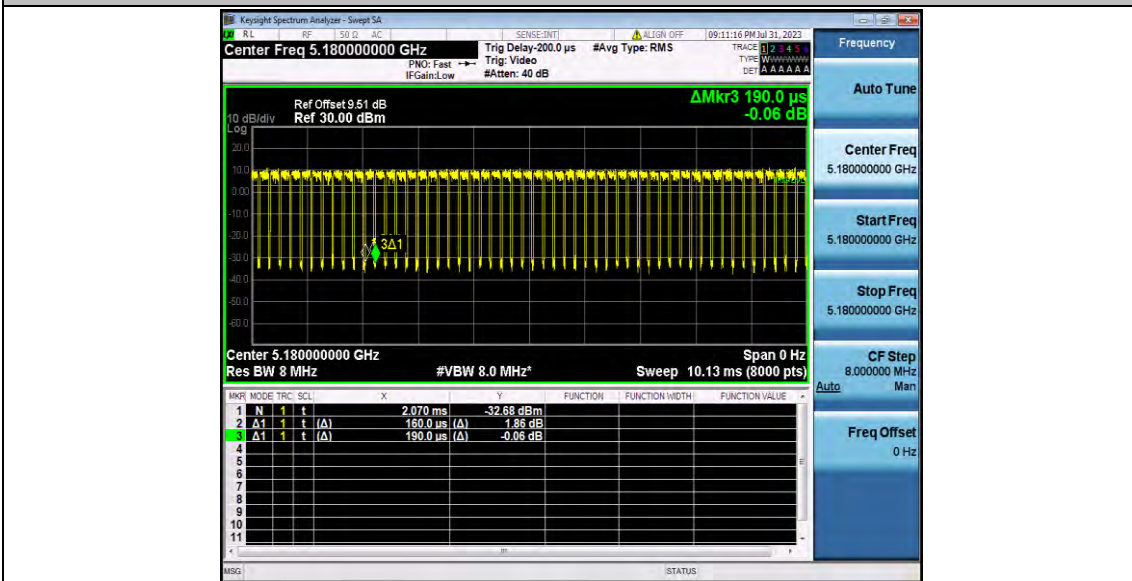 Keysight Spectrum Analyzer - Swept SA
RL RF 50 Ω AC SENSE:INT ALIGN OFF 09:11:16 PM Jul 31, 2023
Center Freq 5.180000000 GHz
PNO: Fast
IFGain:Low
Trig Delay-200.0 µs
Trig: Video
#Atten: 40 dB
#Avg Type: RMS
TRACE 1 2 3 4 5 6
TYPE WWWWWW
DET A A A A A A
Frequency
Auto Tune
Center Freq
5.180000000 GHz
Start Freq
5.180000000 GHz
Stop Freq
5.180000000 GHz
CF Step
8.000000 MHz
Auto Man
Freq Offset
0 Hz
ΔMkr3 190.0 µs
-0.06 dB
Ref Offset 9.51 dB
10 dB/div Ref 30.00 dBm
Log
20.0
10.0
0.00
-10.0
-20.0
-30.0
-40.0
-50.0
-60.0
3Δ1
Center 5.180000000 GHz Span 0 Hz
Res BW 8 MHz #VBW 8.0 MHz* Sweep 10.13 ms (8000 pts)
MKR MODE TRC SCL X Y FUNCTION FUNCTION WIDTH FUNCTION VALUE
1 N 1 t 2.070 ms -32.68 dBm
2 Δ1 1 t (Δ) 160.0 µs (Δ) 1.86 dB
3 Δ1 1 t (Δ) 190.0 µs (Δ) -0.06 dB
4
5
6
7
8
9
10
11
MSG STATUS